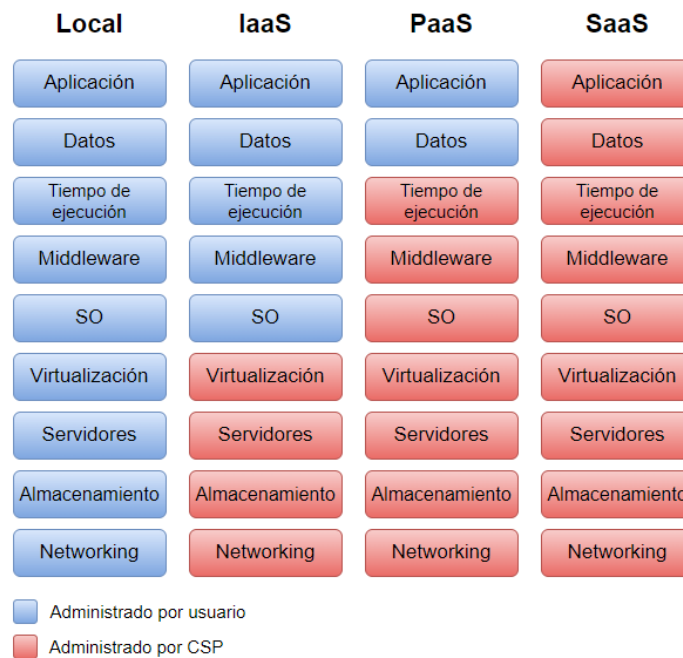 Local IaaS PaaS SaaS
Aplicación Aplicación Aplicación Aplicación
Datos Datos Datos Datos
Tiempo de Tiempo de Tiempo de Tiempo de
ejecución ejecución ejecución ejecución
Middleware Middleware Middleware Middleware
SO SO SO SO
Virtualización Virtualización Virtualización Virtualización
Servidores Servidores Servidores Servidores
Almacenamiento Almacenamiento Almacenamiento Almacenamiento
Networking Networking Networking Networking
Administrado por usuario
Administrado por CSP